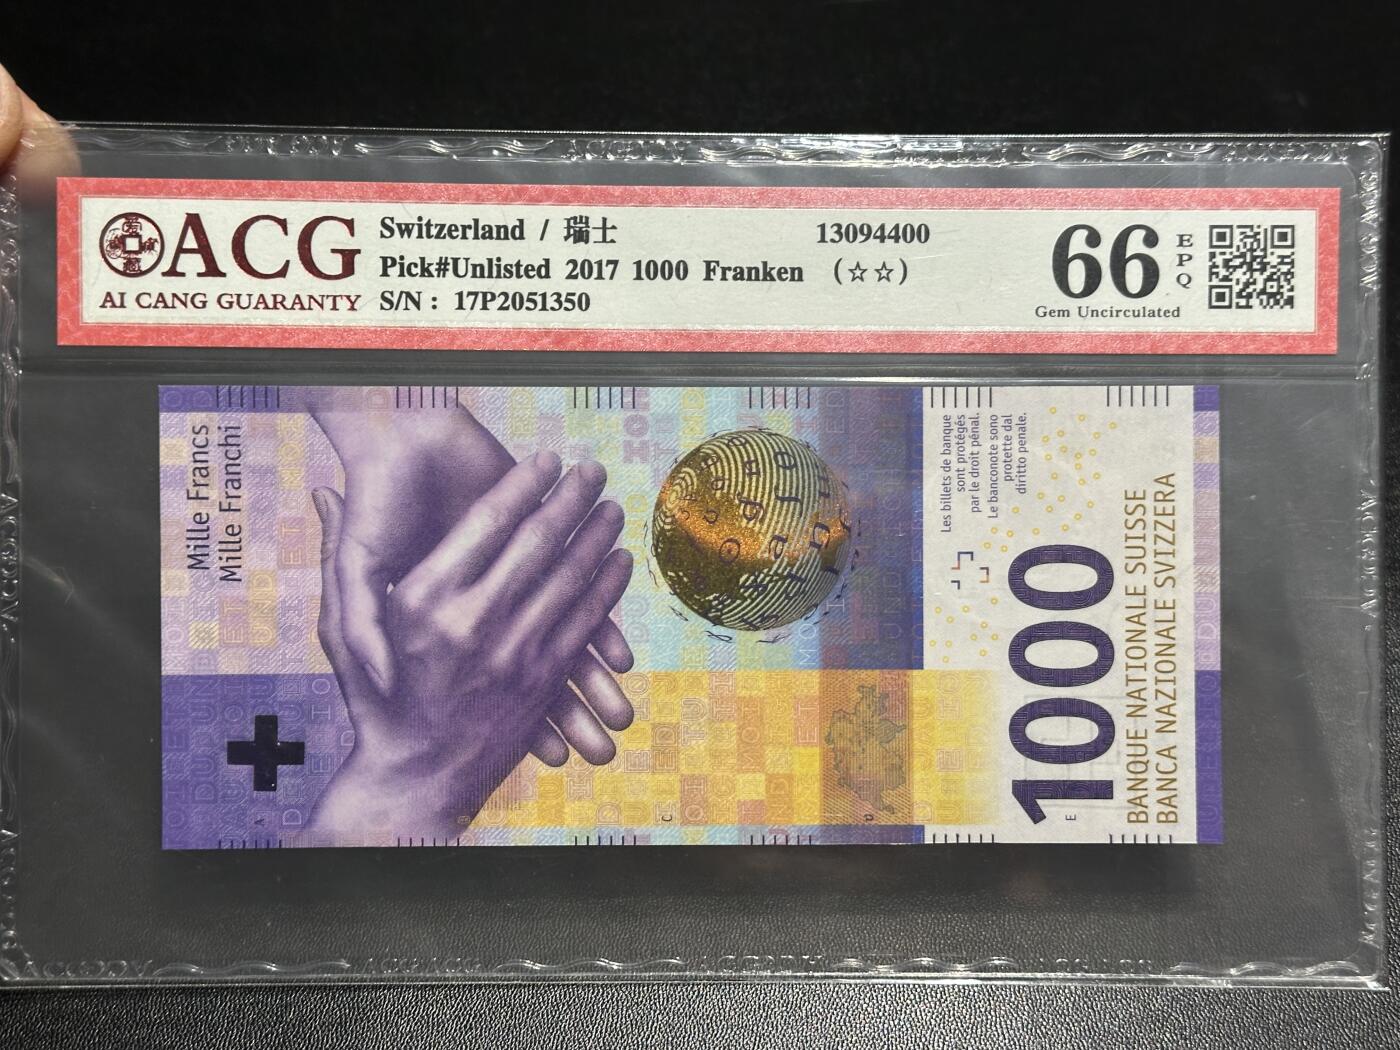 ACG
AI CANG GUARANTY
Switzerland / 瑞士
13094400
Pick#Unlisted 2017 1000 Franken (☆☆)
S/N : 17P2051350
66
EPQ
Gem Uncirculated
Mille Francs
Mille Franchi
Les billets de banque
sont protégés
par le droit pénal.
Le banconote sono
protette dal
diritto penale.
1000
BANQUE NATIONALE SUISSE
BANCA NAZIONALE SVIZZERA
A
B
C
D
E